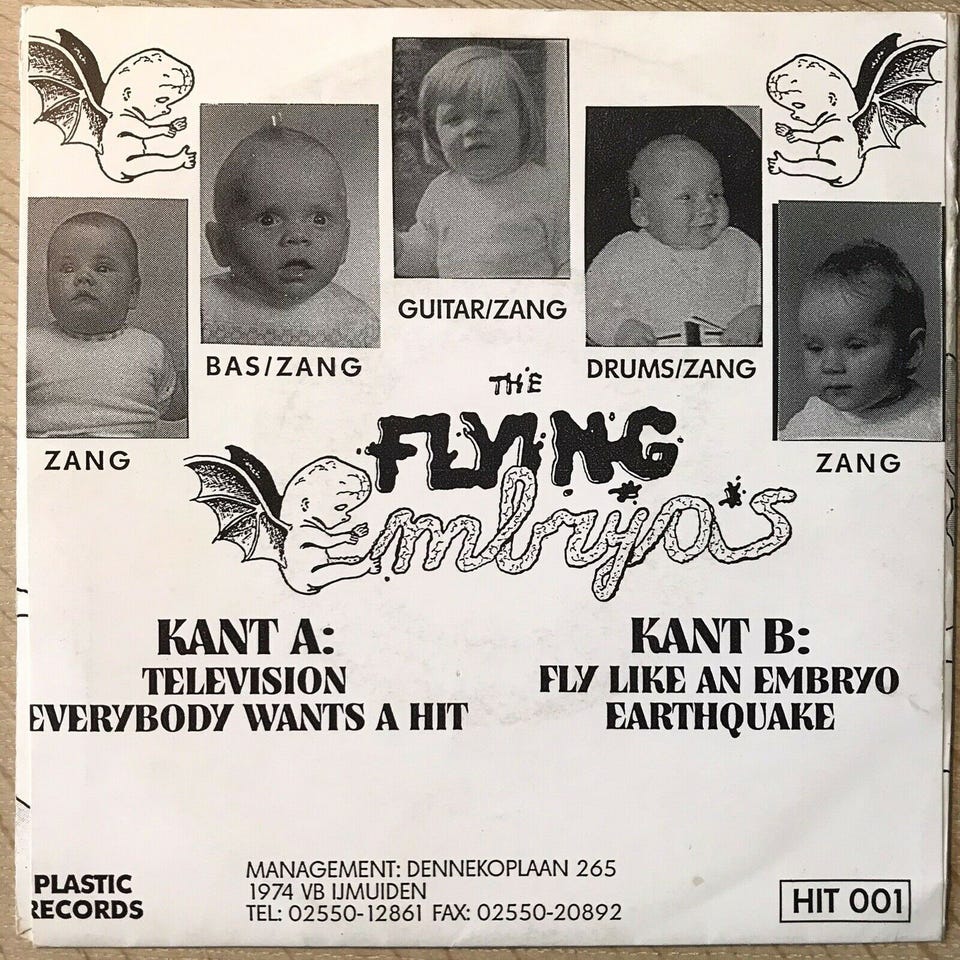 GUITAR/ZANG
BAS/ZANG
DRUMS/ZANG
ZANG
ZANG
THE
FLYING
embryo's
KANT A:
TELEVISION
EVERYBODY WANTS A HIT
KANT B:
FLY LIKE AN EMBRYO
EARTHQUAKE
PLASTIC
RECORDS
MANAGEMENT: DENNEKOPLAAN 265
1974 VB IJMUIDEN
TEL: 02550-12861 FAX: 02550-20892
HIT 001